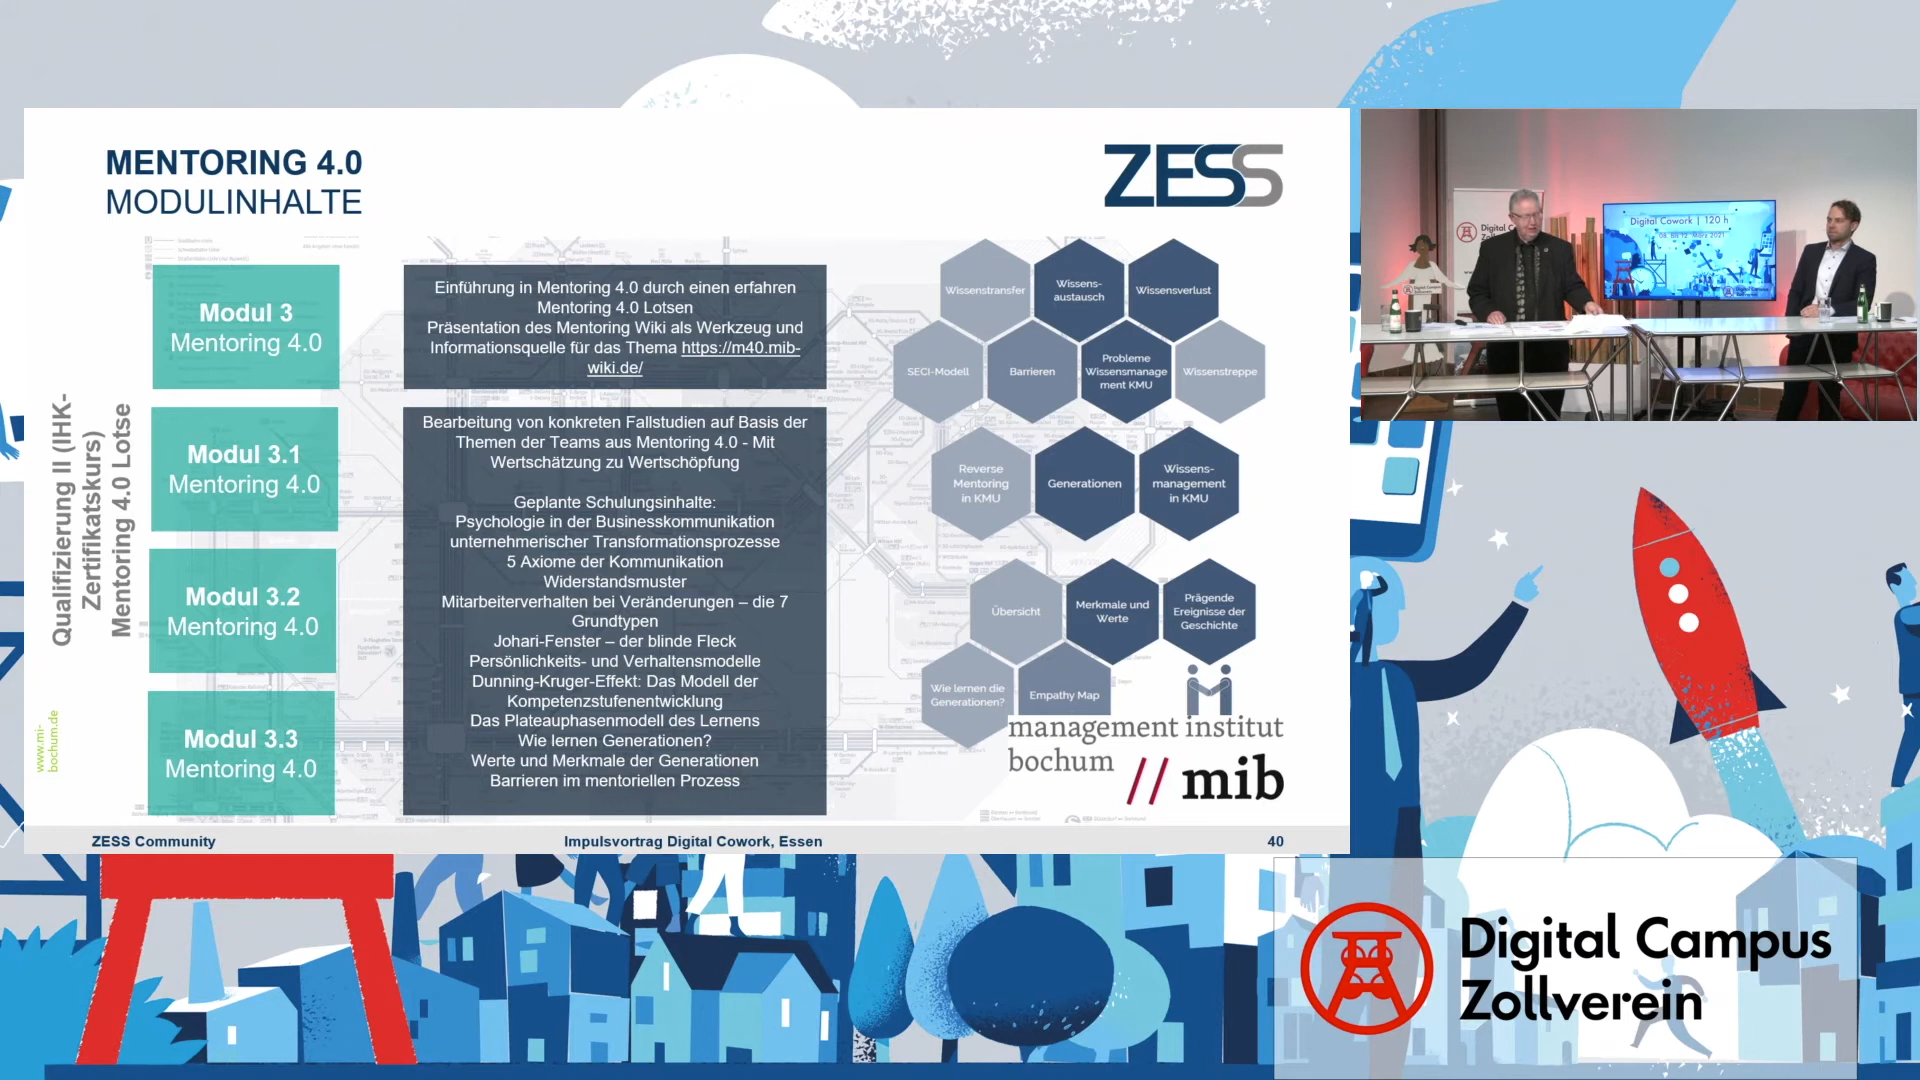 MENTORING 4.0
MODULINHALTE
ZESS
Qualifizierung II (IHK-
Zertifikatskurs)
Mentoring 4.0 Lotse
www.mi-
bochum.de
Modul 3
Mentoring 4.0
Einführung in Mentoring 4.0 durch einen erfahren
Mentoring 4.0 Lotsen
Präsentation des Mentoring Wiki als Werkzeug und
Informationsquelle für das Thema https://m40.mib-
wiki.de/
Modul 3.1
Mentoring 4.0
Modul 3.2
Mentoring 4.0
Modul 3.3
Mentoring 4.0
Bearbeitung von konkreten Fallstudien auf Basis der
Themen der Teams aus Mentoring 4.0 - Mit
Wertschätzung zu Wertschöpfung
Geplante Schulungsinhalte:
Psychologie in der Businesskommunikation
unternehmerischer Transformationsprozesse
5 Axiome der Kommunikation
Widerstandsmuster
Mitarbeiterverhalten bei Veränderungen – die 7
Grundtypen
Johari-Fenster – der blinde Fleck
Persönlichkeits- und Verhaltensmodelle
Dunning-Kruger-Effekt: Das Modell der
Kompetenzstufenentwicklung
Das Plateauphasenmodell des Lernens
Wie lernen Generationen?
Werte und Merkmale der Generationen
Barrieren im mentoriellen Prozess
Wissenstransfer
Wissens-
austausch
Wissensverlust
SECI-Modell
Barrieren
Probleme
Wissensmanage
ment KMU
Wissenstreppe
Reverse
Mentoring
in KMU
Generationen
Wissens-
management
in KMU
Übersicht
Merkmale und
Werte
Prägende
Ereignisse der
Geschichte
Wie lernen die
Generationen?
Empathy Map
management institut
bochum
// mib
ZESS Community
Impulsvortrag Digital Cowork, Essen
40
Digital Cowork | 120 h
08. bis 12. März 2021
Digital Campus
Zollverein